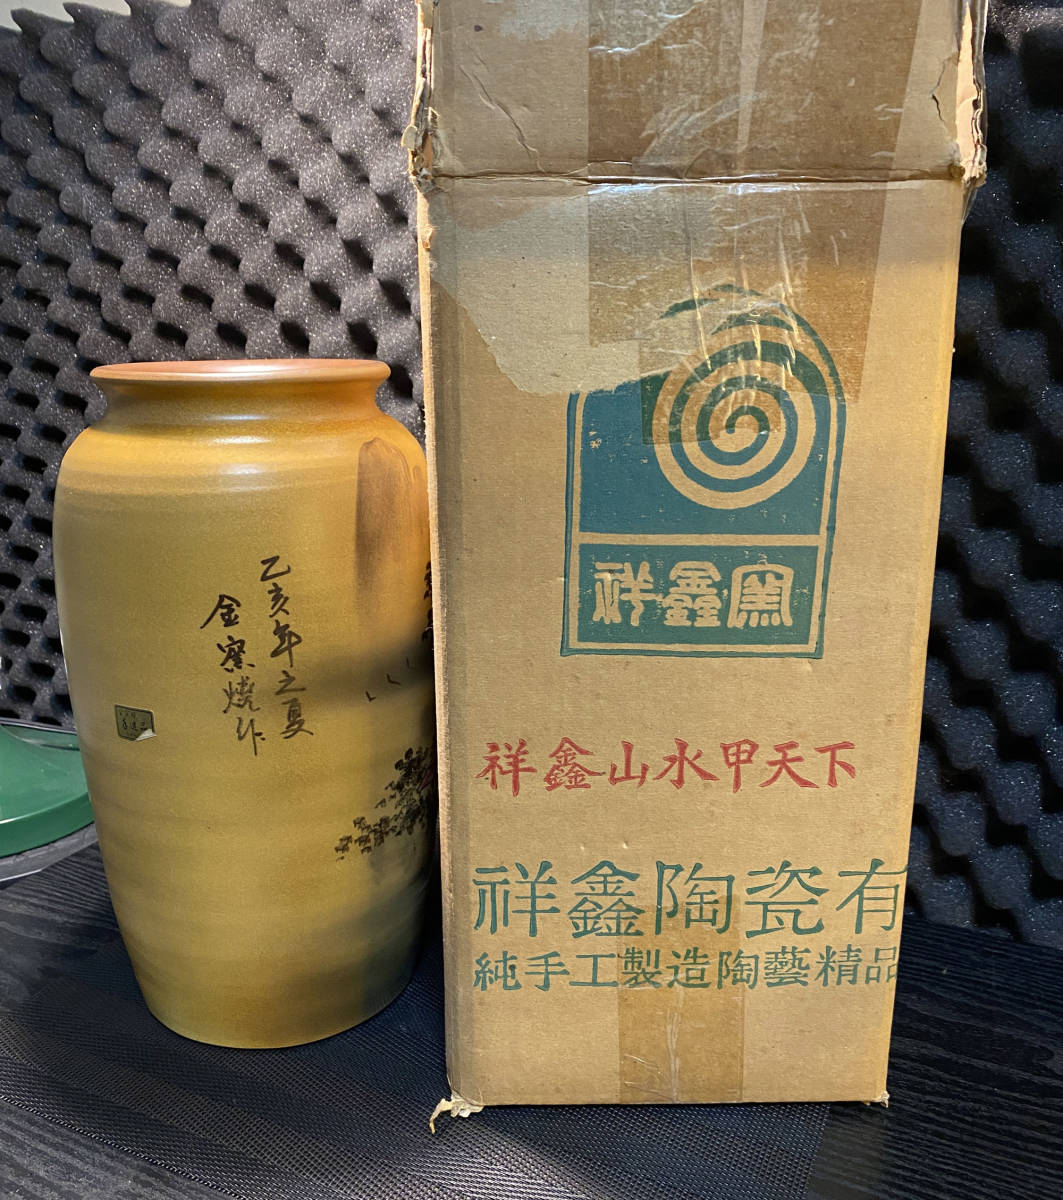 乙亥年之夏
金窯燒作
祥鑫窯
祥鑫山水甲天下
祥鑫陶瓷有
純手工製造陶藝精品